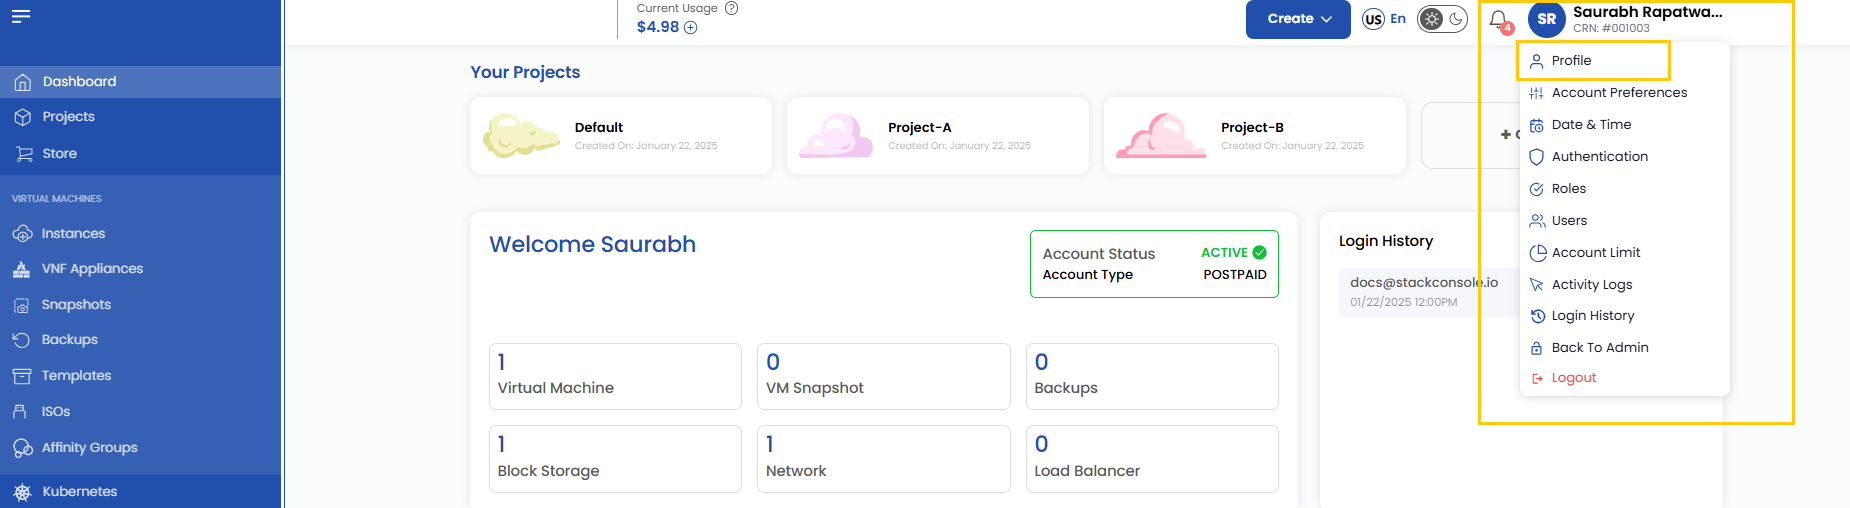 Current Usage
$4.98
Create
US En
4
SR
Saurabh Rapatwa...
CRN: #001003
Dashboard
Projects
Store
VIRTUAL MACHINES
Instances
VNF Appliances
Snapshots
Backups
Templates
ISOs
Affinity Groups
Kubernetes
Your Projects
Default
Created On: January 22, 2025
Project-A
Created On: January 22, 2025
Project-B
Created On: January 22, 2025
Welcome Saurabh
Account Status ACTIVE
Account Type POSTPAID
1
Virtual Machine
0
VM Snapshot
0
Backups
1
Block Storage
1
Network
0
Load Balancer
Login History
docs@stackconsole.io
01/22/2025 12:00PM
Profile
Account Preferences
Date & Time
Authentication
Roles
Users
Account Limit
Activity Logs
Login History
Back To Admin
Logout